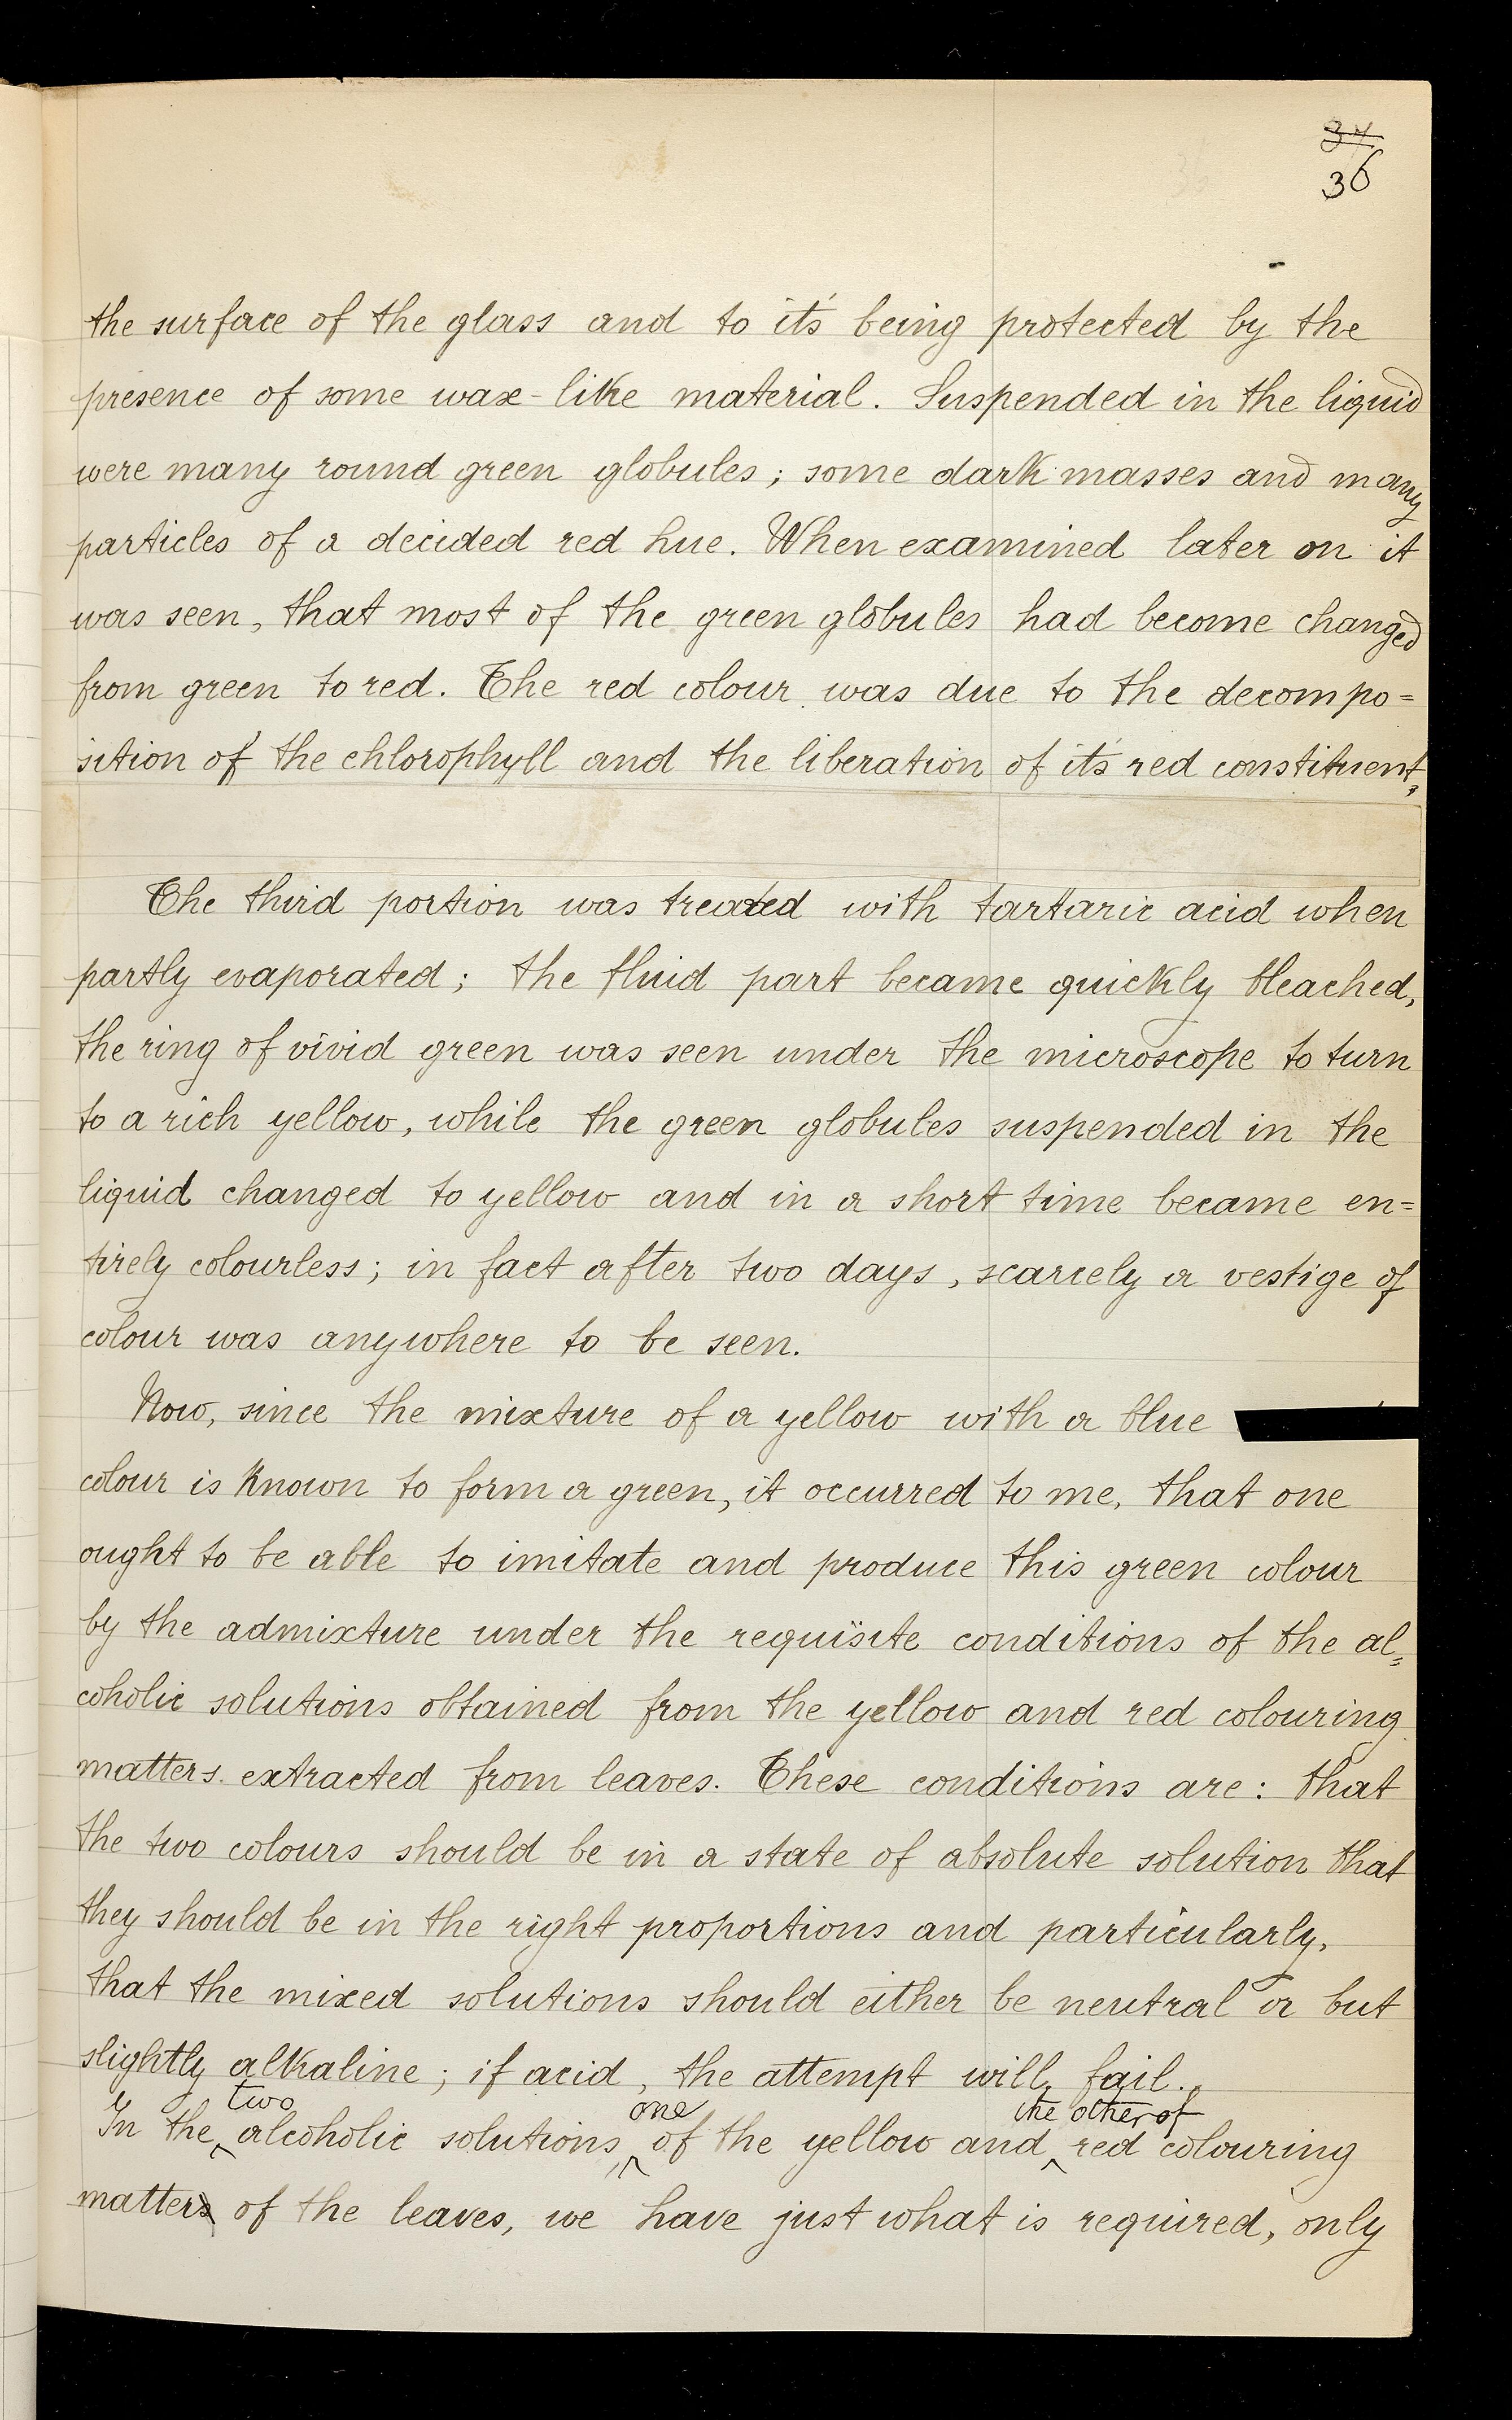 34
36
the surface of the glass and to it's being protected by the
presence of some wax-like material. Suspended in the liquid
were many round green globules; some dark masses and many
particles of a decided red hue. When examined later on it
was seen, that most of the green globules had become changed
from green to red. The red colour was due to the decompo=
sition of the chlorophyll and the liberation of it's red constituent,
The third portion was treated with tartaric acid when
partly evaporated; the fluid part became quickly bleached,
the ring of vivid green was seen under the microscope to turn
to a rich yellow, while the green globules suspended in the
liquid changed to yellow and in a short time became en=
tirely colourless; in fact after two days, scarcely a vestige of
colour was anywhere to be seen.
Now, since the mixture of a yellow with a blue
colour is known to form a green, it occurred to me, that one
ought to be able to imitate and produce this green colour
by the admixture under the requisite conditions of the al=
coholic solutions obtained from the yellow and red colouring
matters extracted from leaves. These conditions are: that
the two colours should be in a state of absolute solution that
they should be in the right proportions and particularly,
that the mixed solutions should either be neutral or but
slightly alkaline; if acid, the attempt will fail.
two one the other of
In the alcoholic solutions, of the yellow and red colouring
matters of the leaves, we have just what is required, only